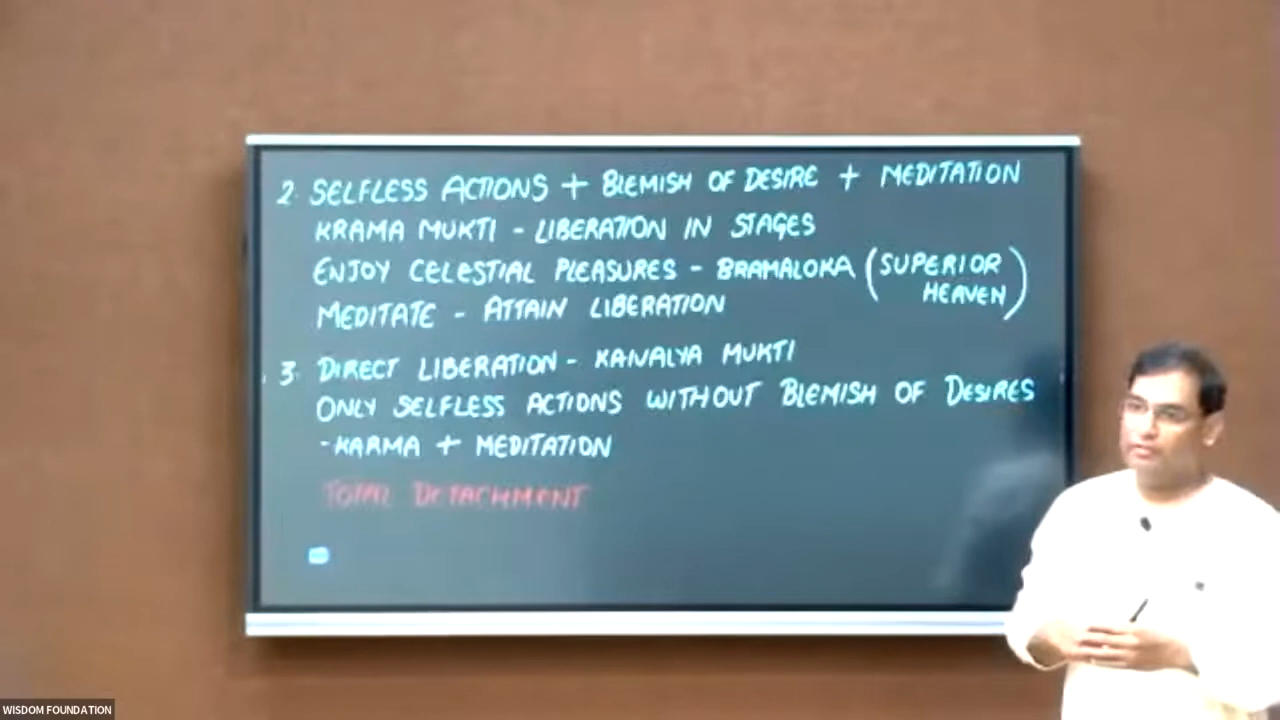 2. SELFLESS ACTIONS + BLEMISH OF DESIRE + MEDITATION
KRAMA MUKTI - LIBERATION IN STAGES
ENJOY CELESTIAL PLEASURES - BRAMALOKA (SUPERIOR HEAVEN)
MEDITATE - ATTAIN LIBERATION
3. DIRECT LIBERATION - KAIVALYA MUKTI
ONLY SELFLESS ACTIONS WITHOUT BLEMISH OF DESIRES
- KARMA + MEDITATION
TOTAL DETACHMENT
WISDOM FOUNDATION